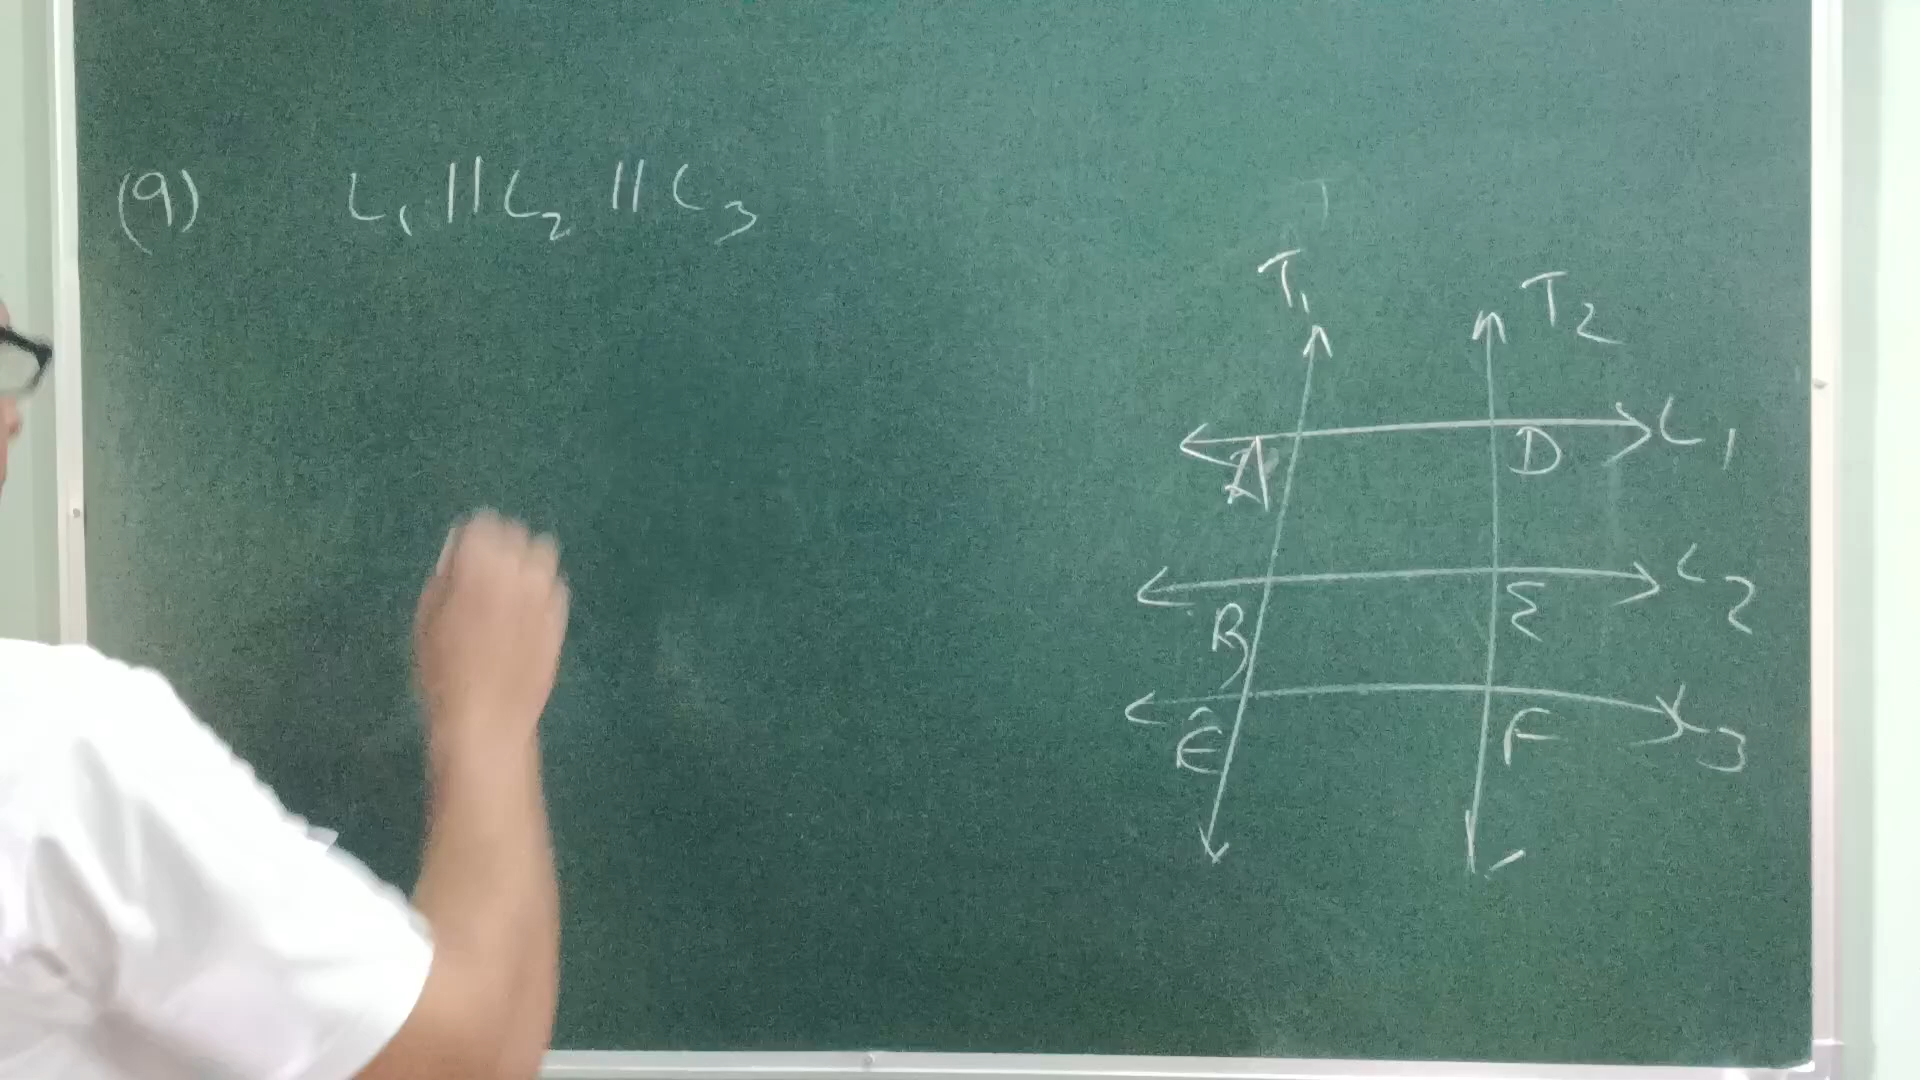 (9) L₁ || L₂ || L₃
T₁
T₂
A
D
L₁
B
E
L₂
F
L₃